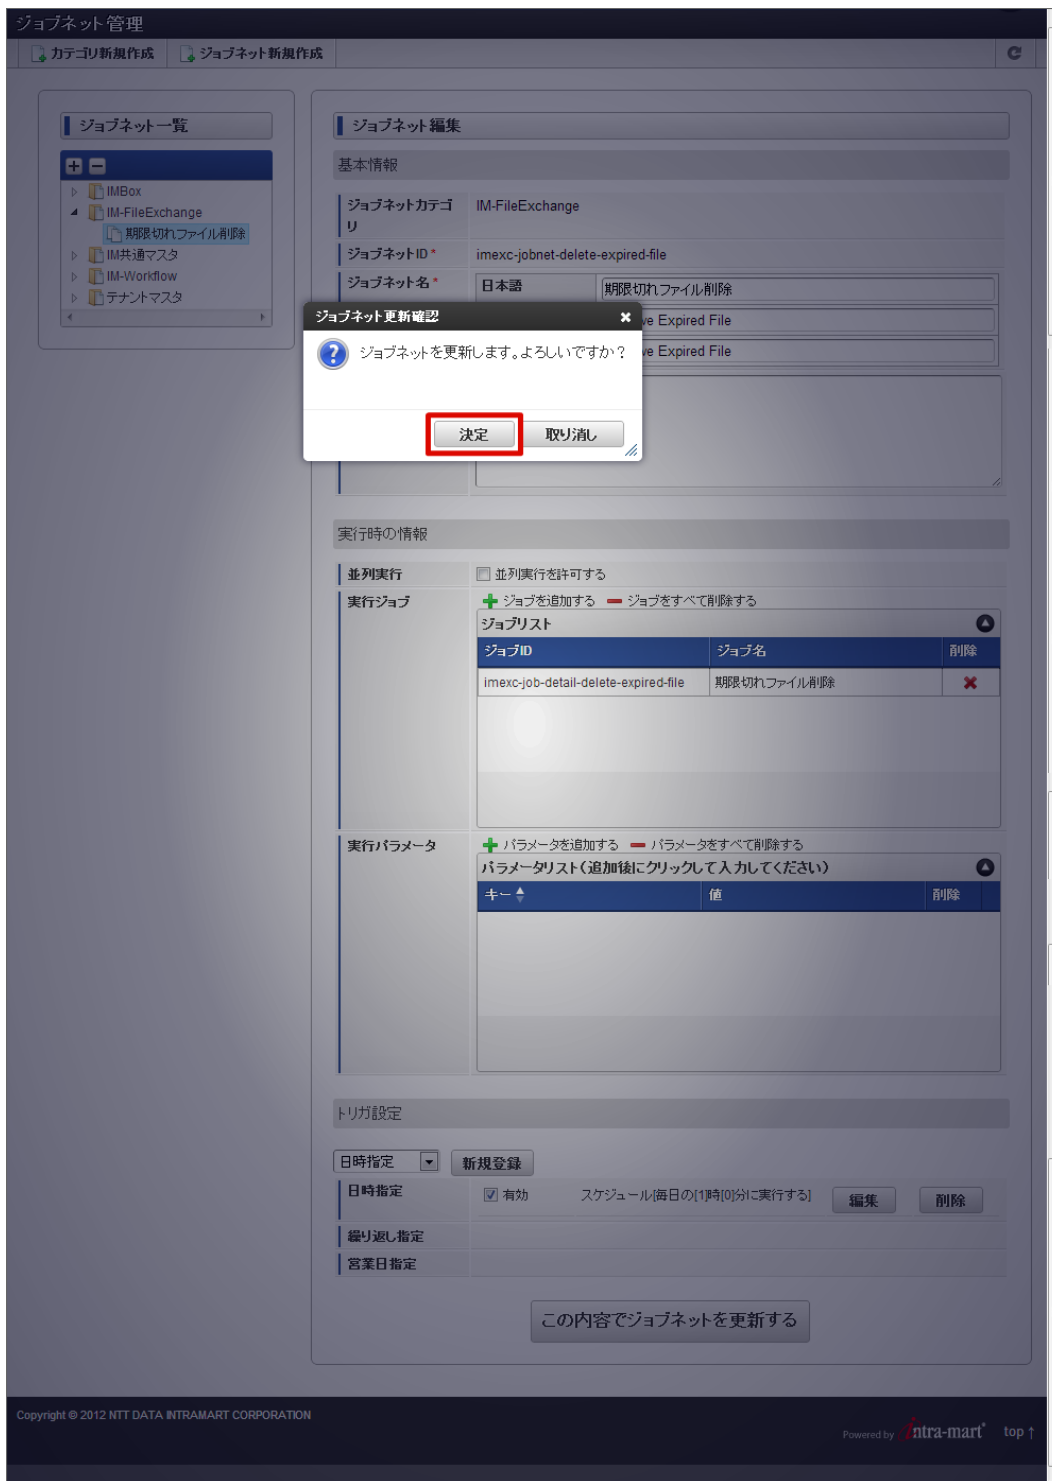 ジョブネット管理
カテゴリ新規作成 ジョブネット新規作成
ジョブネット一覧
IMBox
IM-FileExchange
期限切れファイル削除
IM共通マスタ
IM-Workflow
テナントマスタ
ジョブネット編集
基本情報
ジョブネットカテゴリ IM-FileExchange
ジョブネットID* imexc-jobnet-delete-expired-file
ジョブネット名* 日本語 期限切れファイル削除
ve Expired File
ve Expired File
ジョブネット更新確認
ジョブネットを更新します。よろしいですか？
決定 取り消し
実行時の情報
並列実行 並列実行を許可する
実行ジョブ ジョブを追加する ジョブをすべて削除する
ジョブリスト
ジョブID ジョブ名 削除
imexc-job-detail-delete-expired-file 期限切れファイル削除
実行パラメータ パラメータを追加する パラメータをすべて削除する
パラメータリスト(追加後にクリックして入力してください)
キー 値 削除
トリガ設定
日時指定 新規登録
日時指定 有効 スケジュール[毎日の[1]時[0]分に実行する] 編集 削除
繰り返し指定
営業日指定
この内容でジョブネットを更新する
Copyright © 2012 NTT DATA INTRAMART CORPORATION
Powered by intra-mart top↑